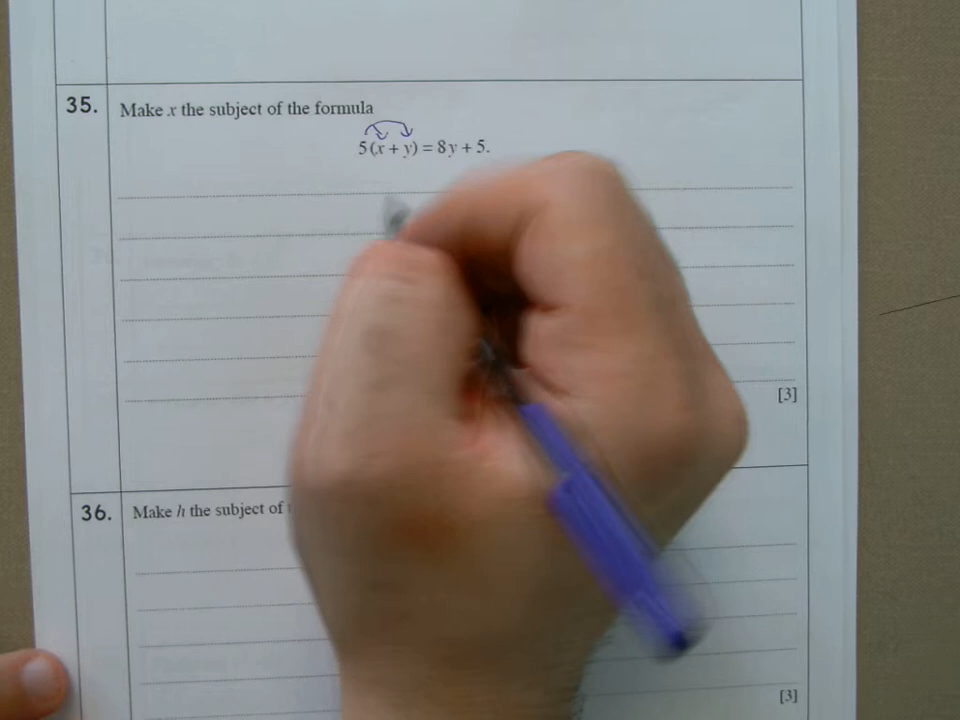 35. Make x the subject of the formula
5(x + y) = 8y + 5.
[3]
36. Make h the subject of
[3]